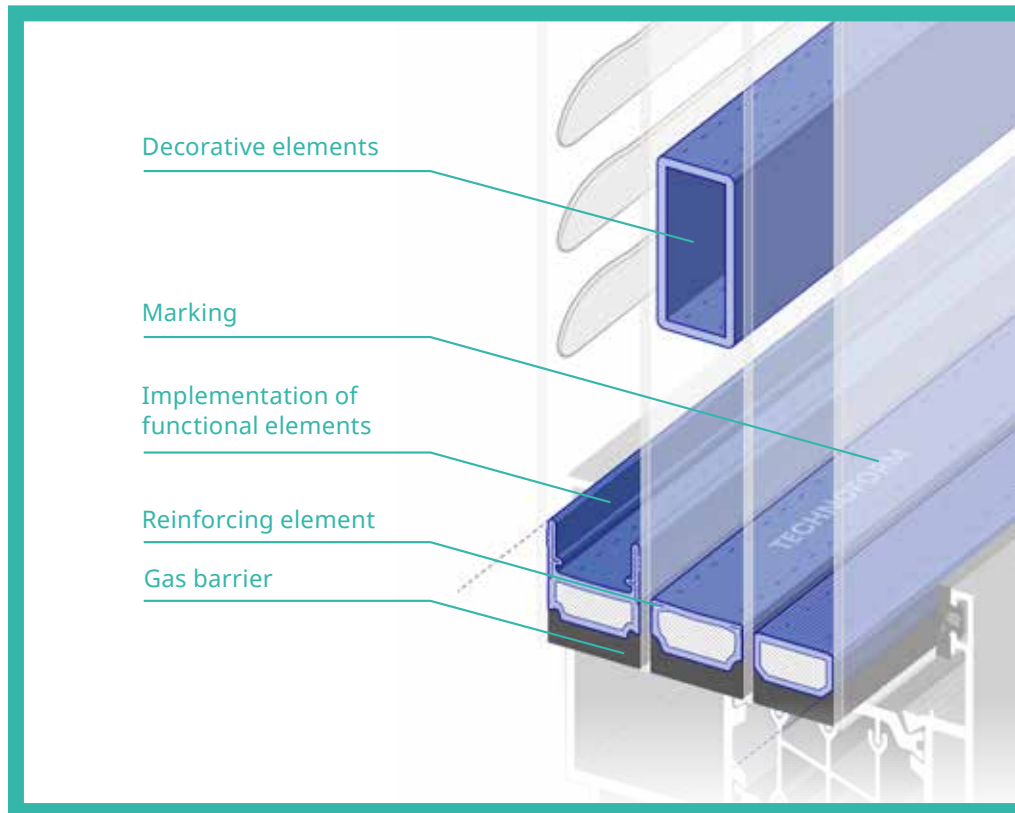 Decorative elements
Marking
TECHNOFORM
Implementation of
functional elements
Reinforcing element
Gas barrier